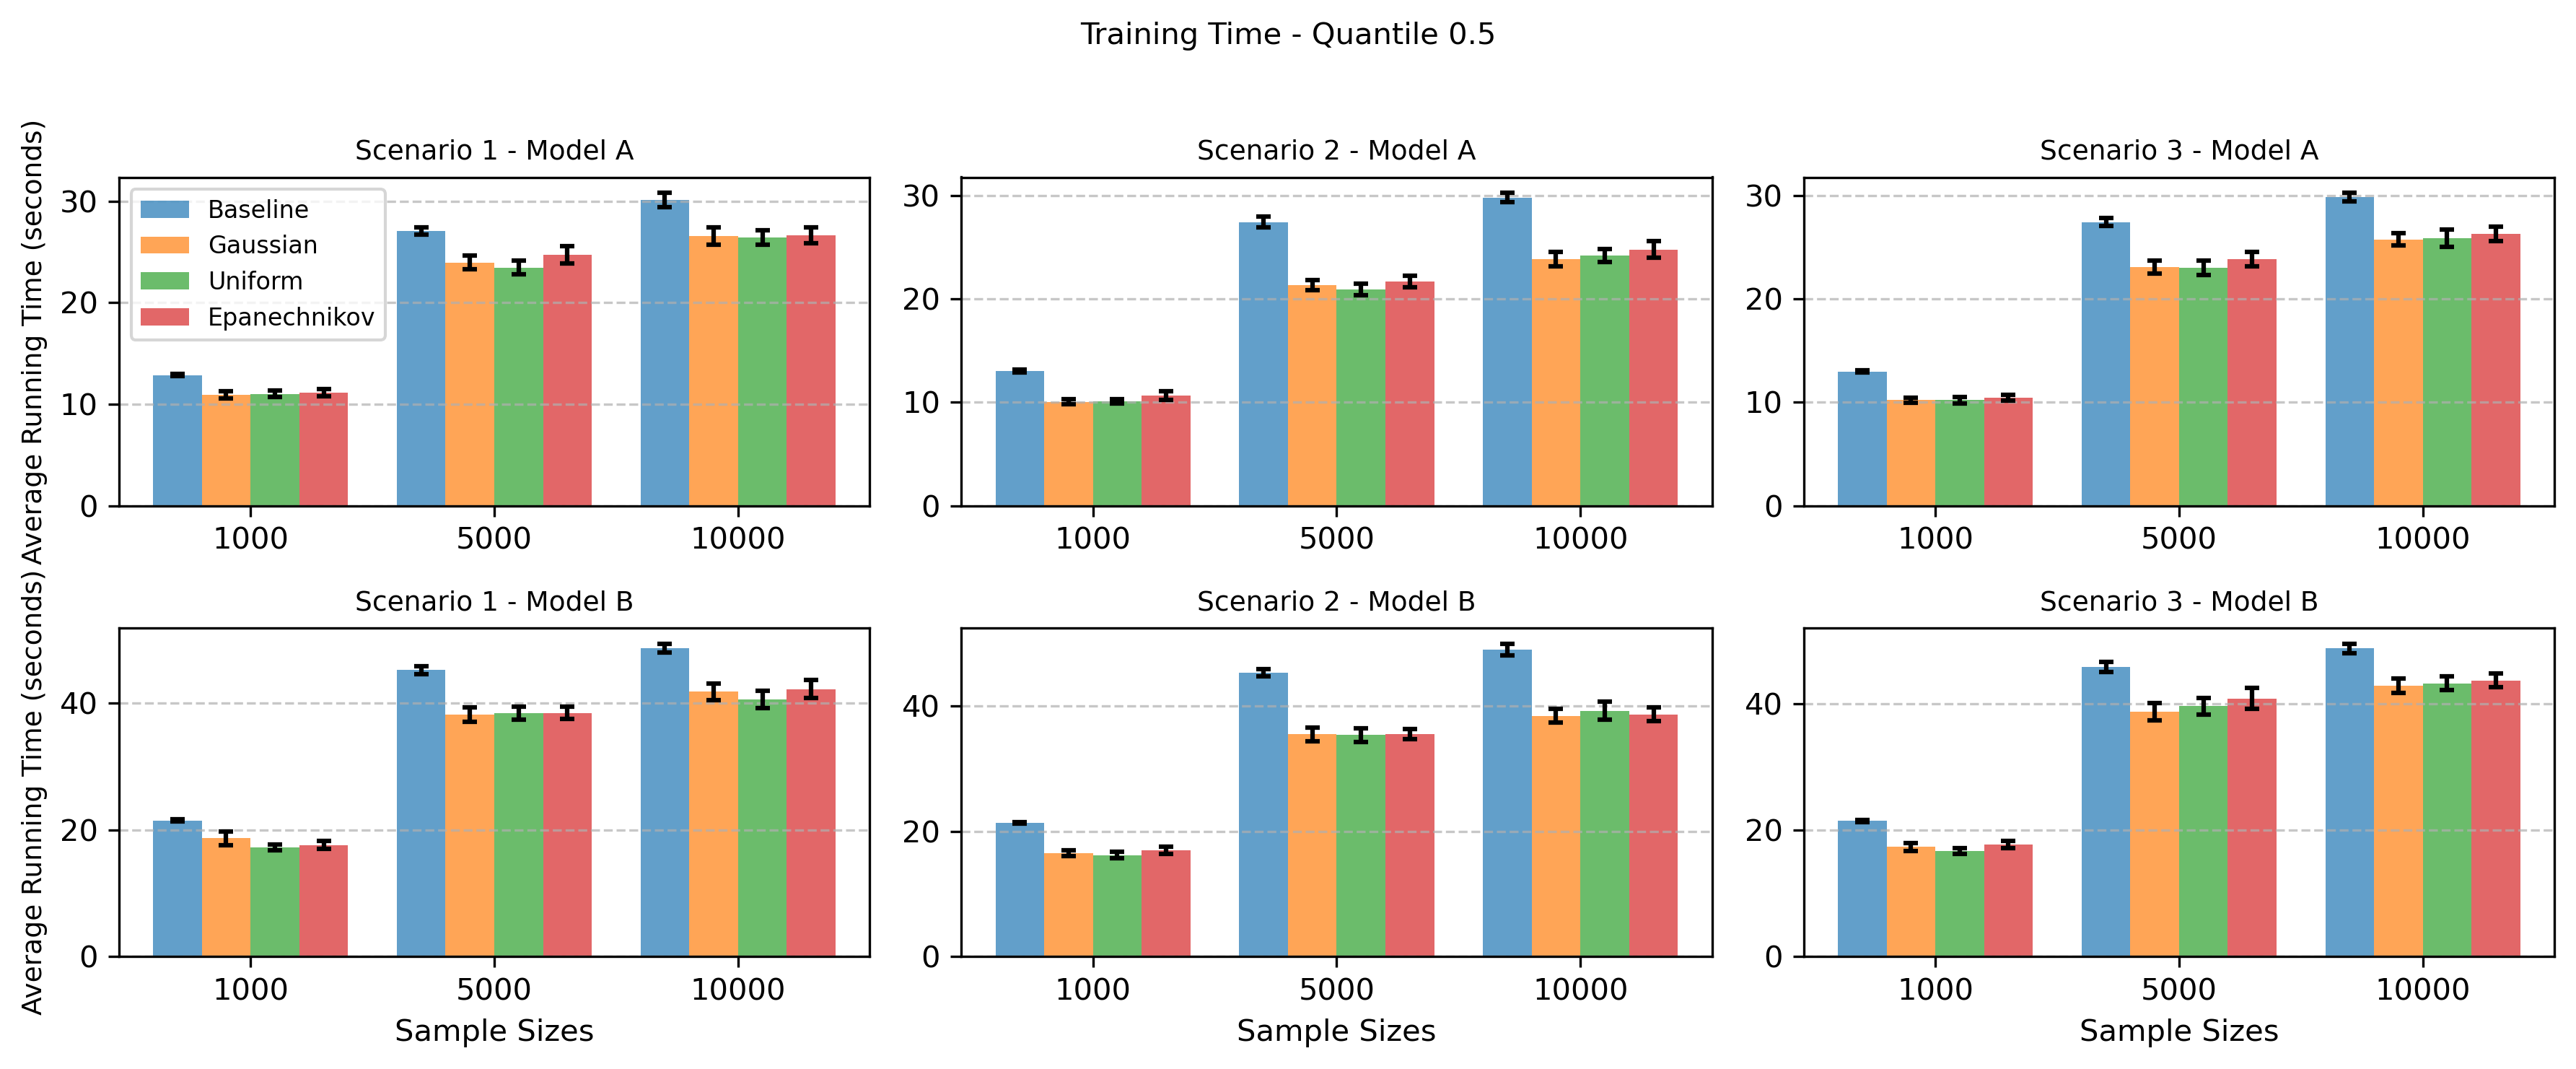 Training Time - Quantile 0.5
Scenario 1 - Model A
Scenario 2 - Model A
Scenario 3 - Model A
Average Running Time (seconds)
30
20
10
0
Baseline
Gaussian
Uniform
Epanechnikov
1000
5000
10000
30
20
10
0
1000
5000
10000
30
20
10
0
1000
5000
10000
Scenario 1 - Model B
Scenario 2 - Model B
Scenario 3 - Model B
Average Running Time (seconds)
40
20
0
1000
5000
10000
Sample Sizes
40
20
0
1000
5000
10000
Sample Sizes
40
20
0
1000
5000
10000
Sample Sizes